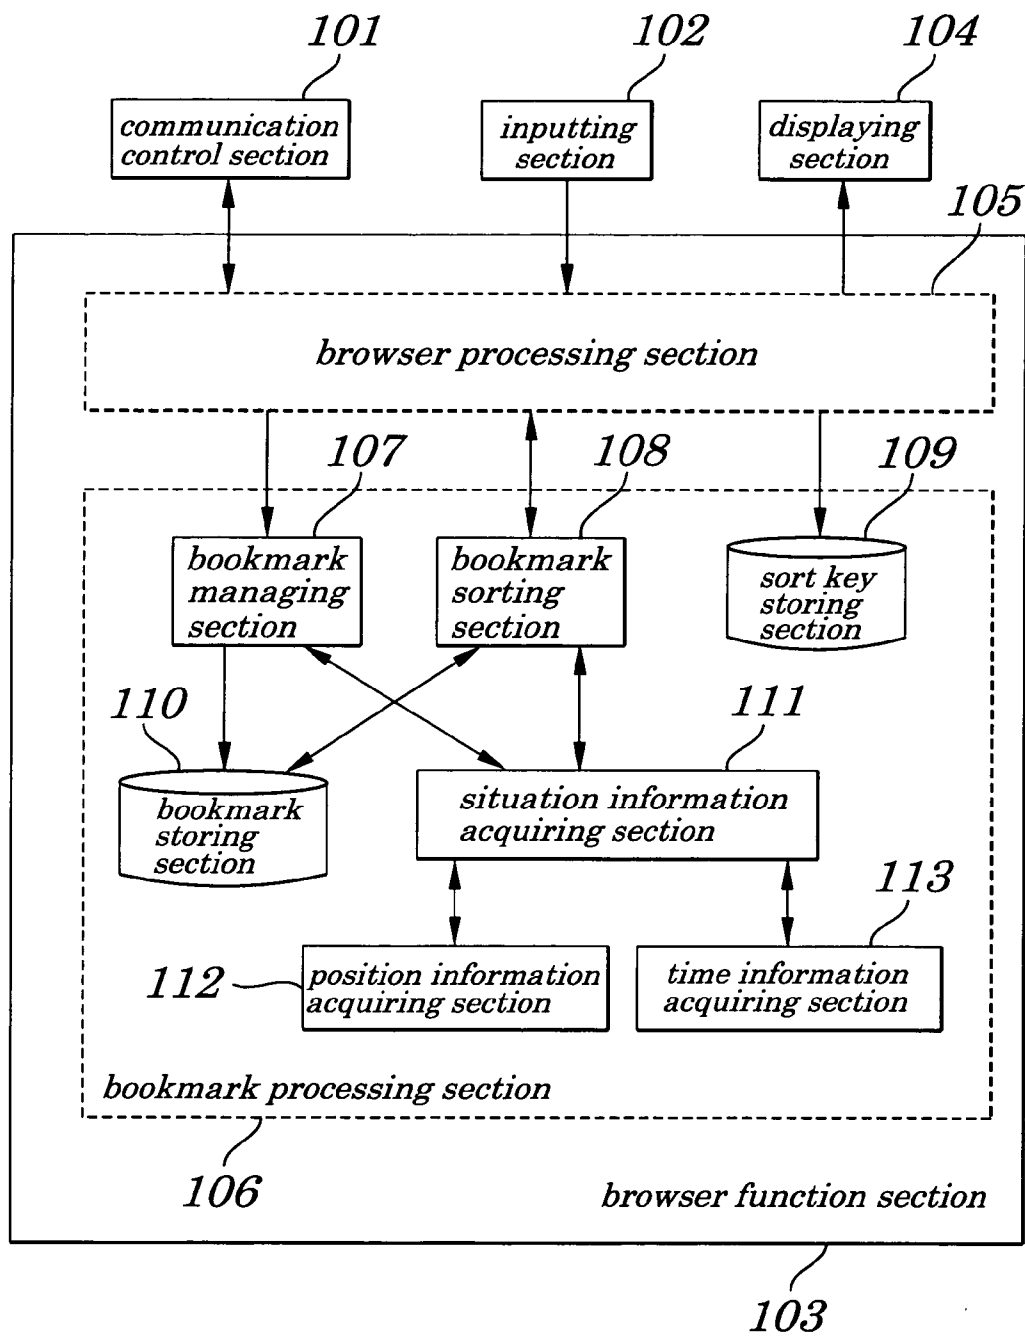 101
102
104
communication
control section
inputting
section
displaying
section
105
browser processing section
107
108
109
bookmark
managing
section
bookmark
sorting
section
sort key
storing
section
110
111
bookmark
storing
section
situation information
acquiring section
113
112
position information
acquiring section
time information
acquiring section
bookmark processing section
106
browser function section
103